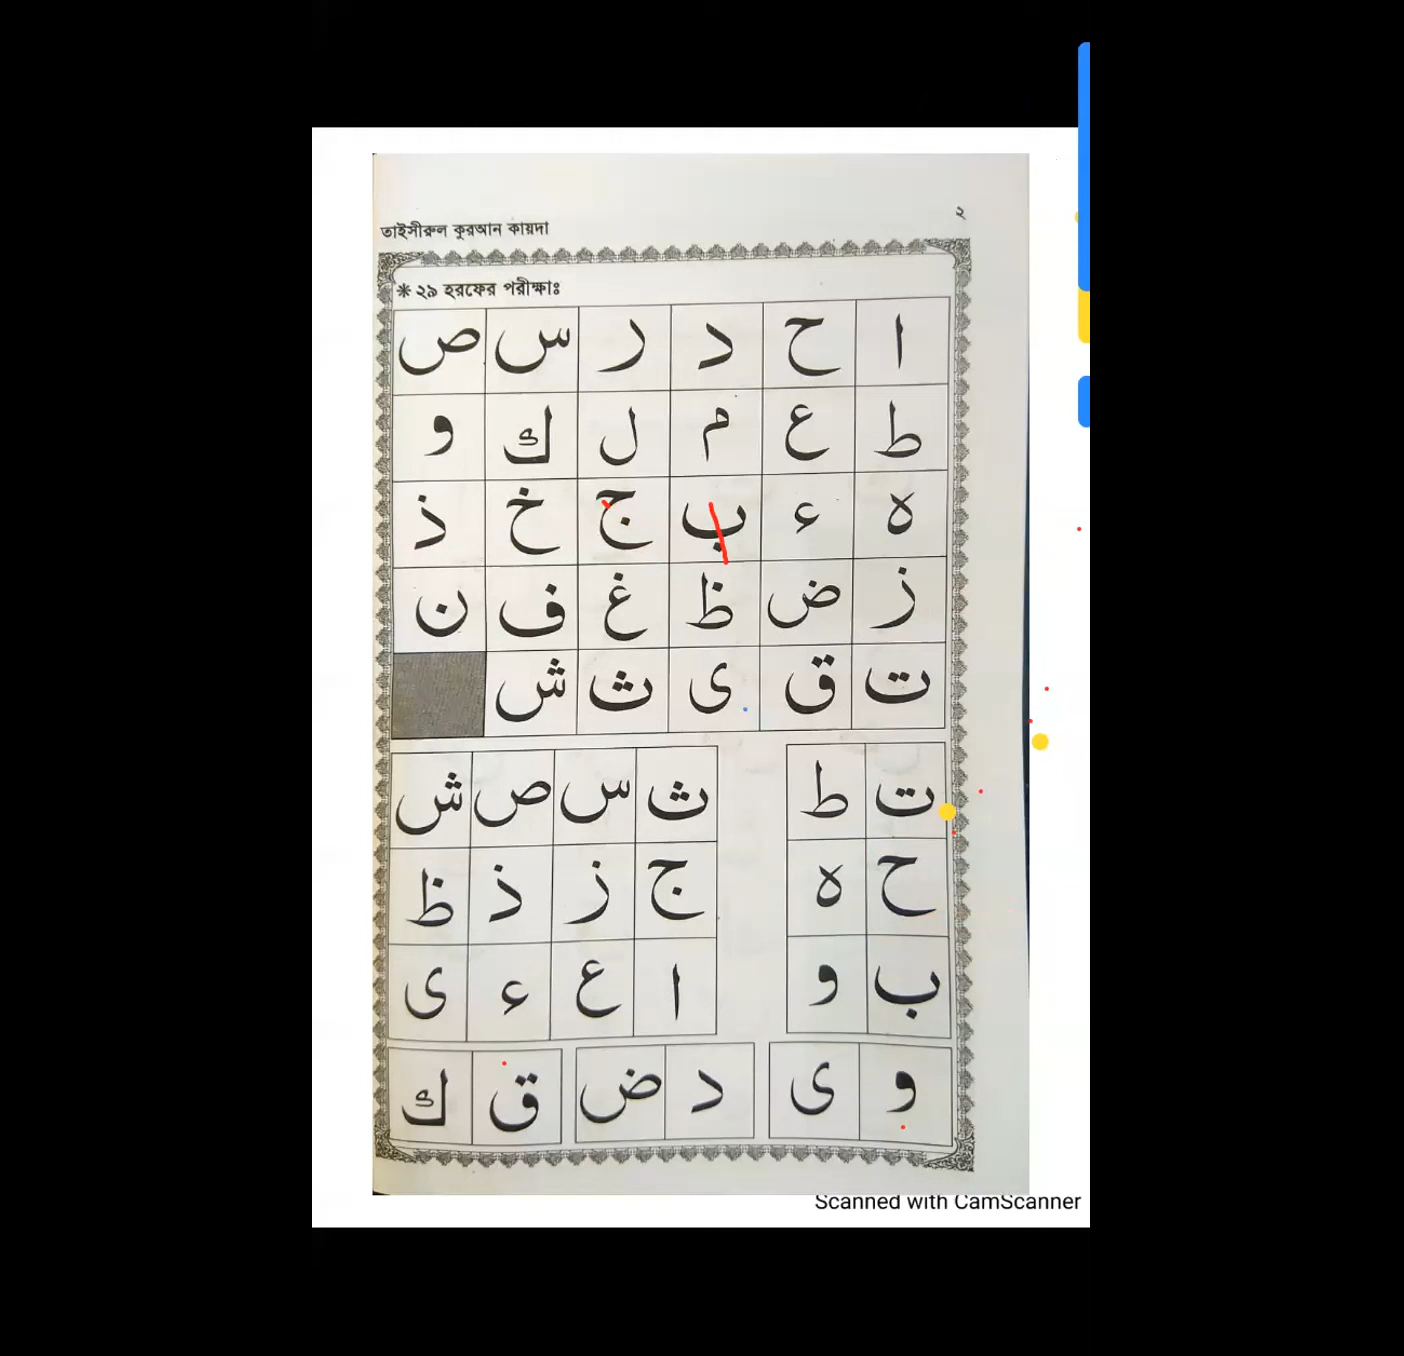 ২
তাইসীরুল কুরআন কায়দা
* ২৯ হরফের পরীক্ষাঃ
ا ح د ر س ص
ط ع م ل ك و
ه ء ب ج خ ذ
ز ض ظ غ ف ن
ت ق ى ث ش
ت ط ث س ص ش
ح ه ج ز ذ ظ
ب و ا ع ء ى
و ى د ض ق ك
Scanned with CamScanner